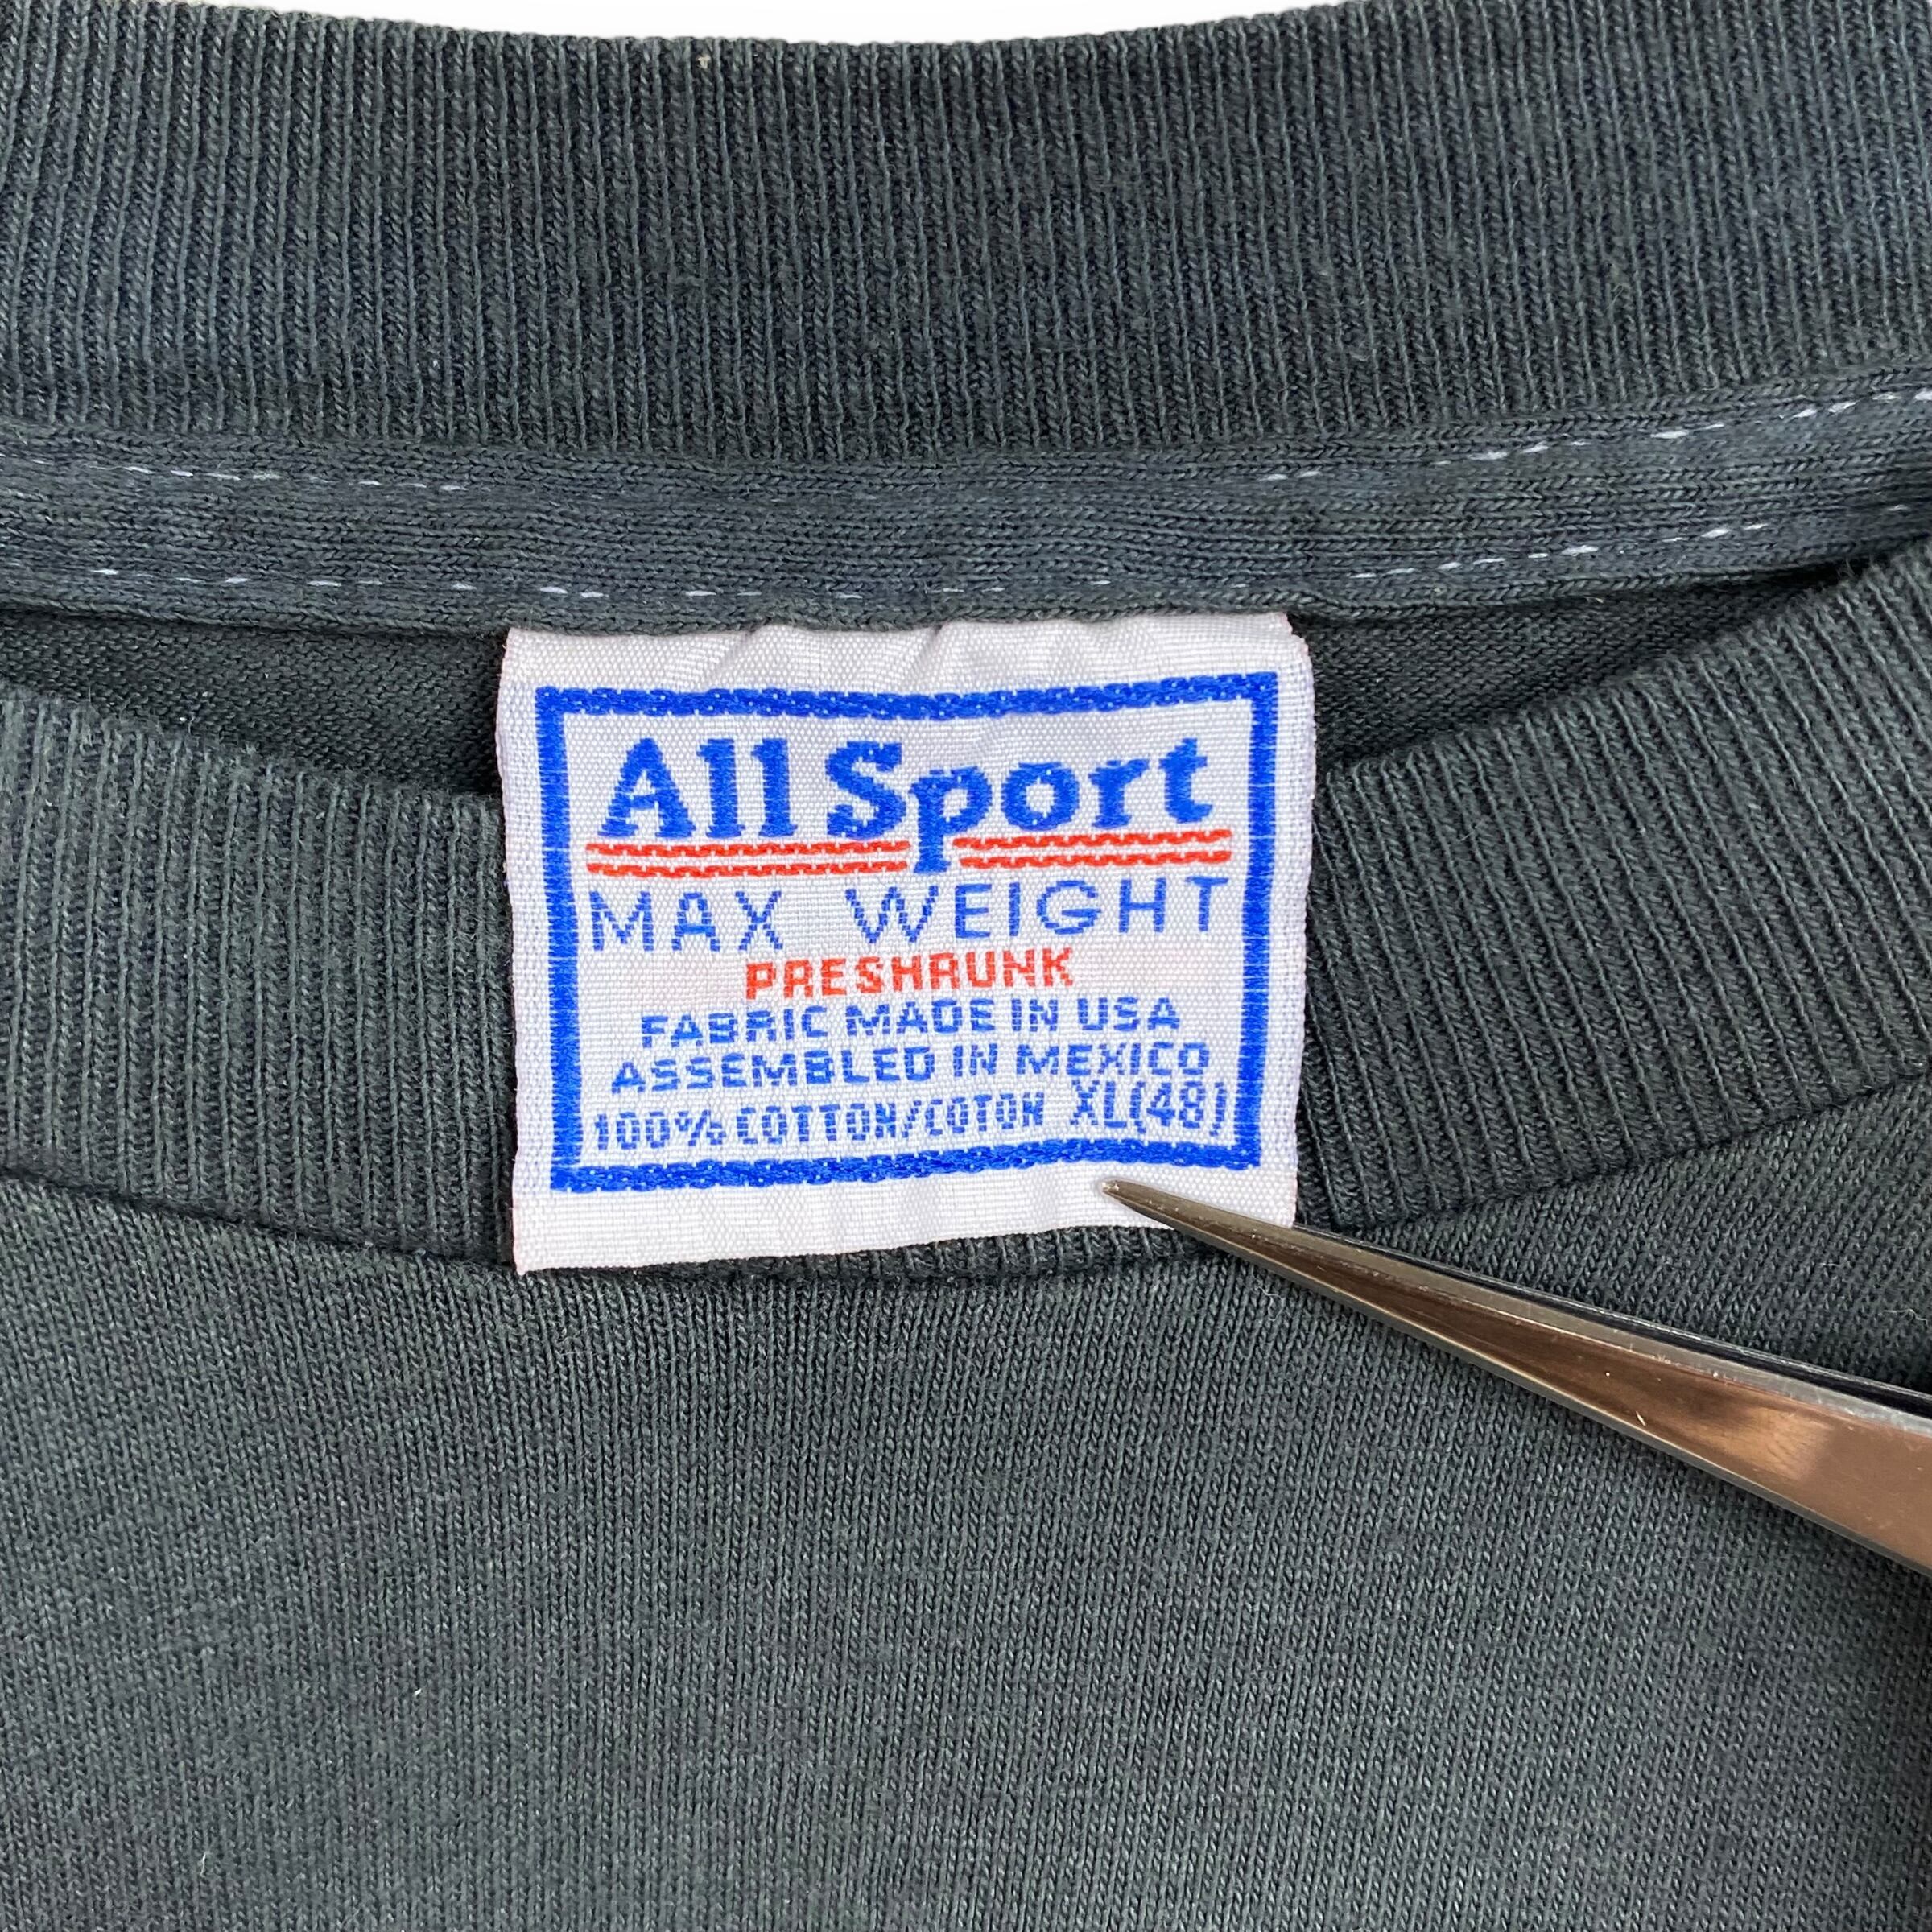 All Sport
MAX WEIGHT
PRESHRUNK
FABRIC MADE IN USA
ASSEMBLED IN MEXICO
100% COTTON/COTON XL(48)